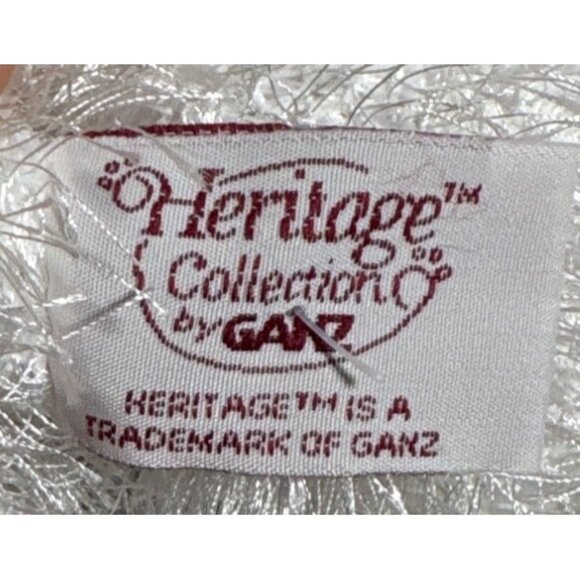 Heritage™
Collection
by GANZ
HERITAGE™ IS A
TRADEMARK OF GANZ